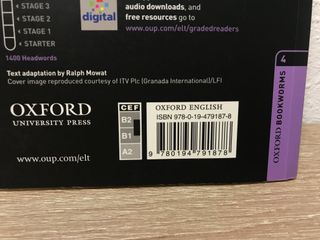 STAGE 3
STAGE 2
STAGE 1
STARTER
1400 Headwords
digital
audio downloads, and
free resources go to
www.oup.com/elt/gradedreaders
Text adaptation by Ralph Mowat
Cover image reproduced courtesy of ITV Plc (Granada International)/LFI
OXFORD
UNIVERSITY PRESS
www.oup.com/elt
CEF
B2
B1
A2
OXFORD ENGLISH
ISBN 978-0-19-479187-8
9 780194 791878
4
OXFORD BOOKWORMS